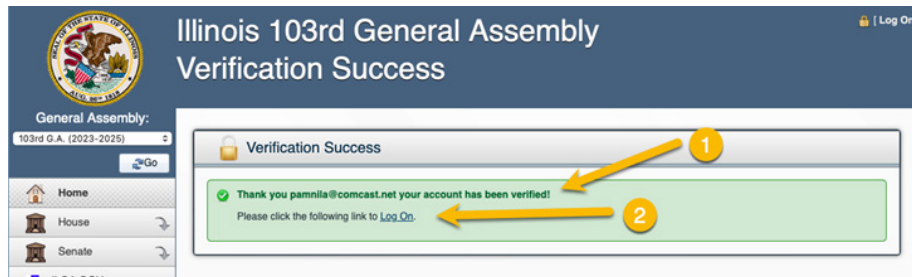 Illinois 103rd General Assembly
Verification Success
[ Log On
General Assembly:
103rd G.A. (2023-2025)
Go
Home
House
Senate
Verification Success
1
Thank you pamnila@comcast.net your account has been verified!
Please click the following link to Log On.
2